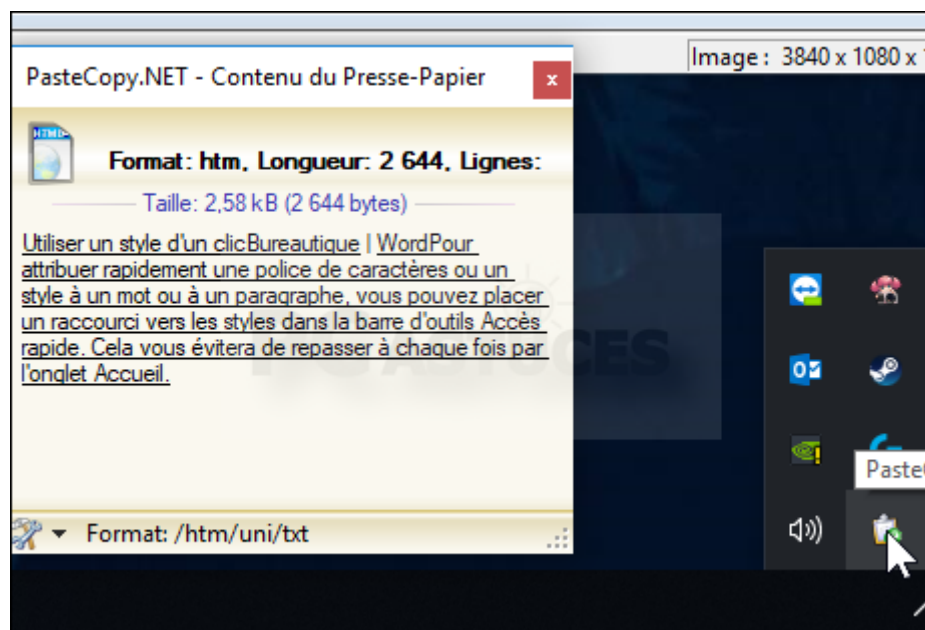 Image : 3840 x 1080 x
PasteCopy.NET - Contenu du Presse-Papier
x
HTML
Format: htm, Longueur: 2 644, Lignes:
Taille: 2,58 kB (2 644 bytes)
Utiliser un style d'un clicBureautique | WordPour
attribuer rapidement une police de caractères ou un
style à un mot ou à un paragraphe, vous pouvez placer
un raccourci vers les styles dans la barre d'outils Accès
rapide. Cela vous évitera de repasser à chaque fois par
l'onglet Accueil.
PC ASTUCES
Paste
Format: /htm/uni/txt